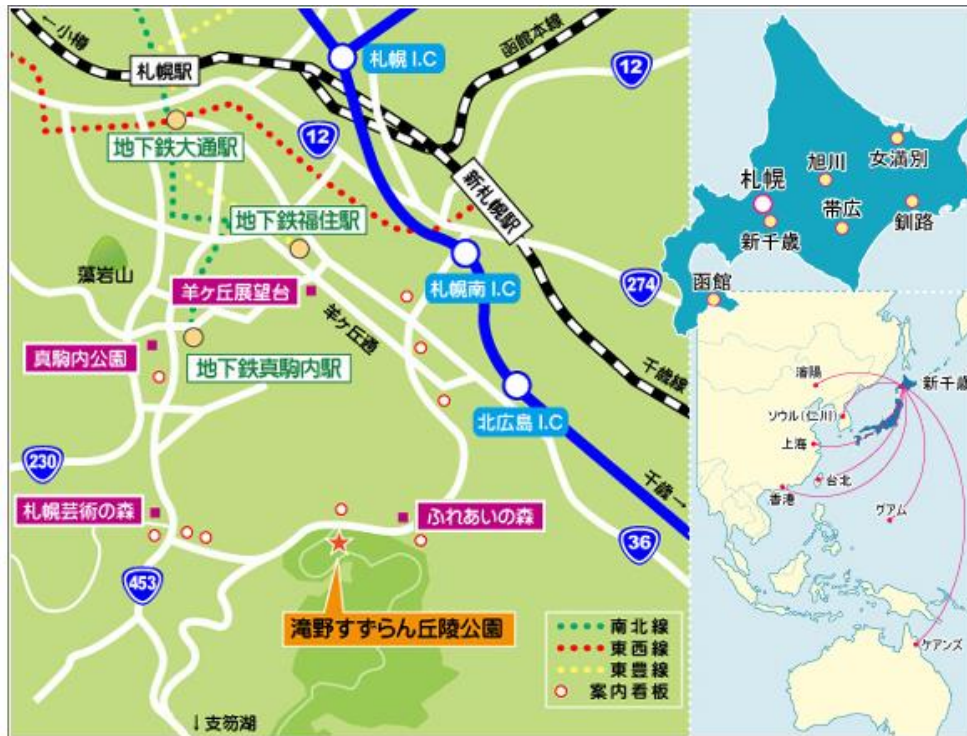 ←小樽
札幌駅
札幌 I.C
函館本線
12
地下鉄大通駅
12
新札幌駅
地下鉄福住駅
藻岩山
羊ヶ丘展望台
札幌南 I.C
274
羊ヶ丘通
真駒内公園
地下鉄真駒内駅
千歳線
北広島 I.C
230
札幌芸術の森
ふれあいの森
千歳→
36
453
滝野すずらん丘陵公園
南北線
東西線
東豊線
案内看板
↓支笏湖
女満別
旭川
札幌
帯広
釧路
新千歳
函館
瀋陽
新千歳
ソウル(仁川)
上海
台北
香港
グアム
ケアンズ